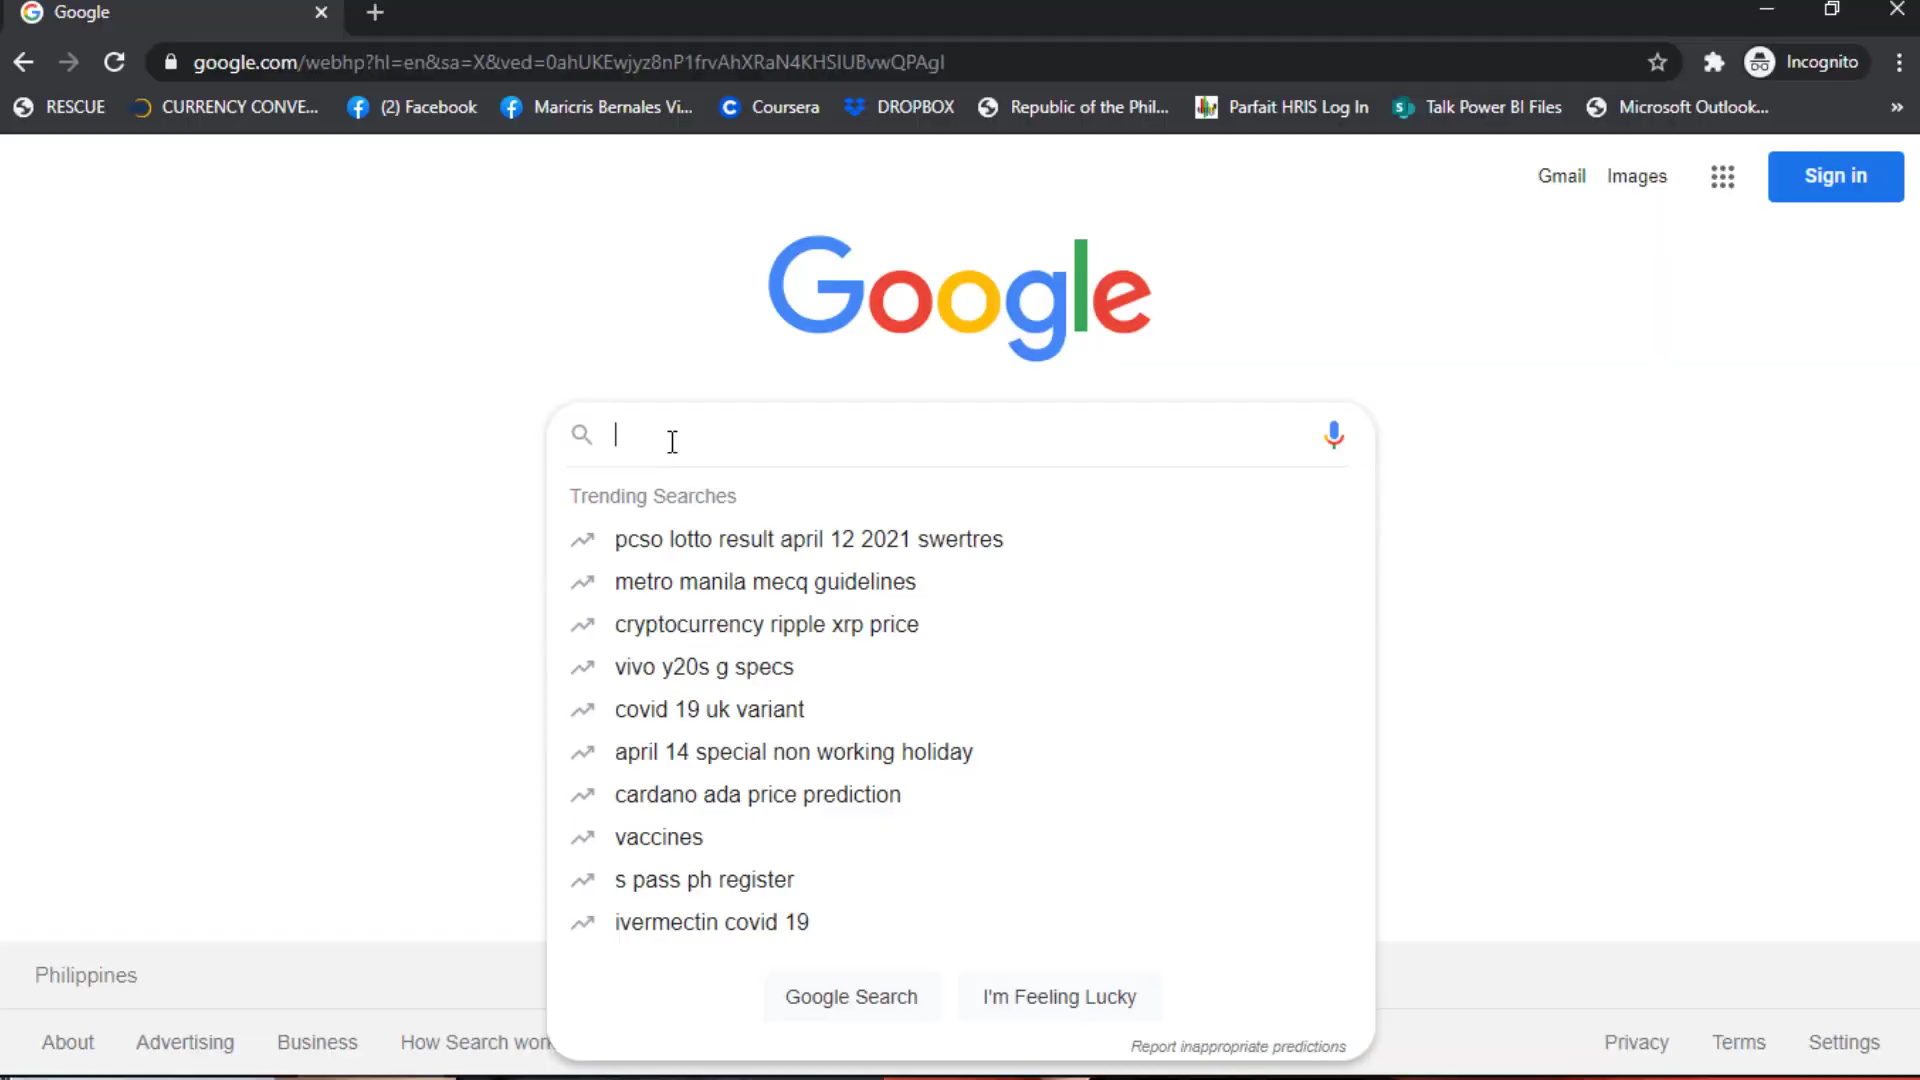 Google
google.com/webhp?hl=en&sa=X&ved=0ahUKEwjyz8nP1frvAhXRaN4KHSIUBvwQPAgI
Incognito
RESCUE CURRENCY CONVE... (2) Facebook Maricris Bernales Vi... Coursera DROPBOX Republic of the Phil... Parfait HRIS Log In Talk Power BI Files Microsoft Outlook... »
Gmail Images Sign in
Google
Trending Searches
pcso lotto result april 12 2021 swertres
metro manila mecq guidelines
cryptocurrency ripple xrp price
vivo y20s g specs
covid 19 uk variant
april 14 special non working holiday
cardano ada price prediction
vaccines
s pass ph register
ivermectin covid 19
Philippines
Google Search I'm Feeling Lucky
About Advertising Business How Search wor
Report inappropriate predictions
Privacy Terms Settings